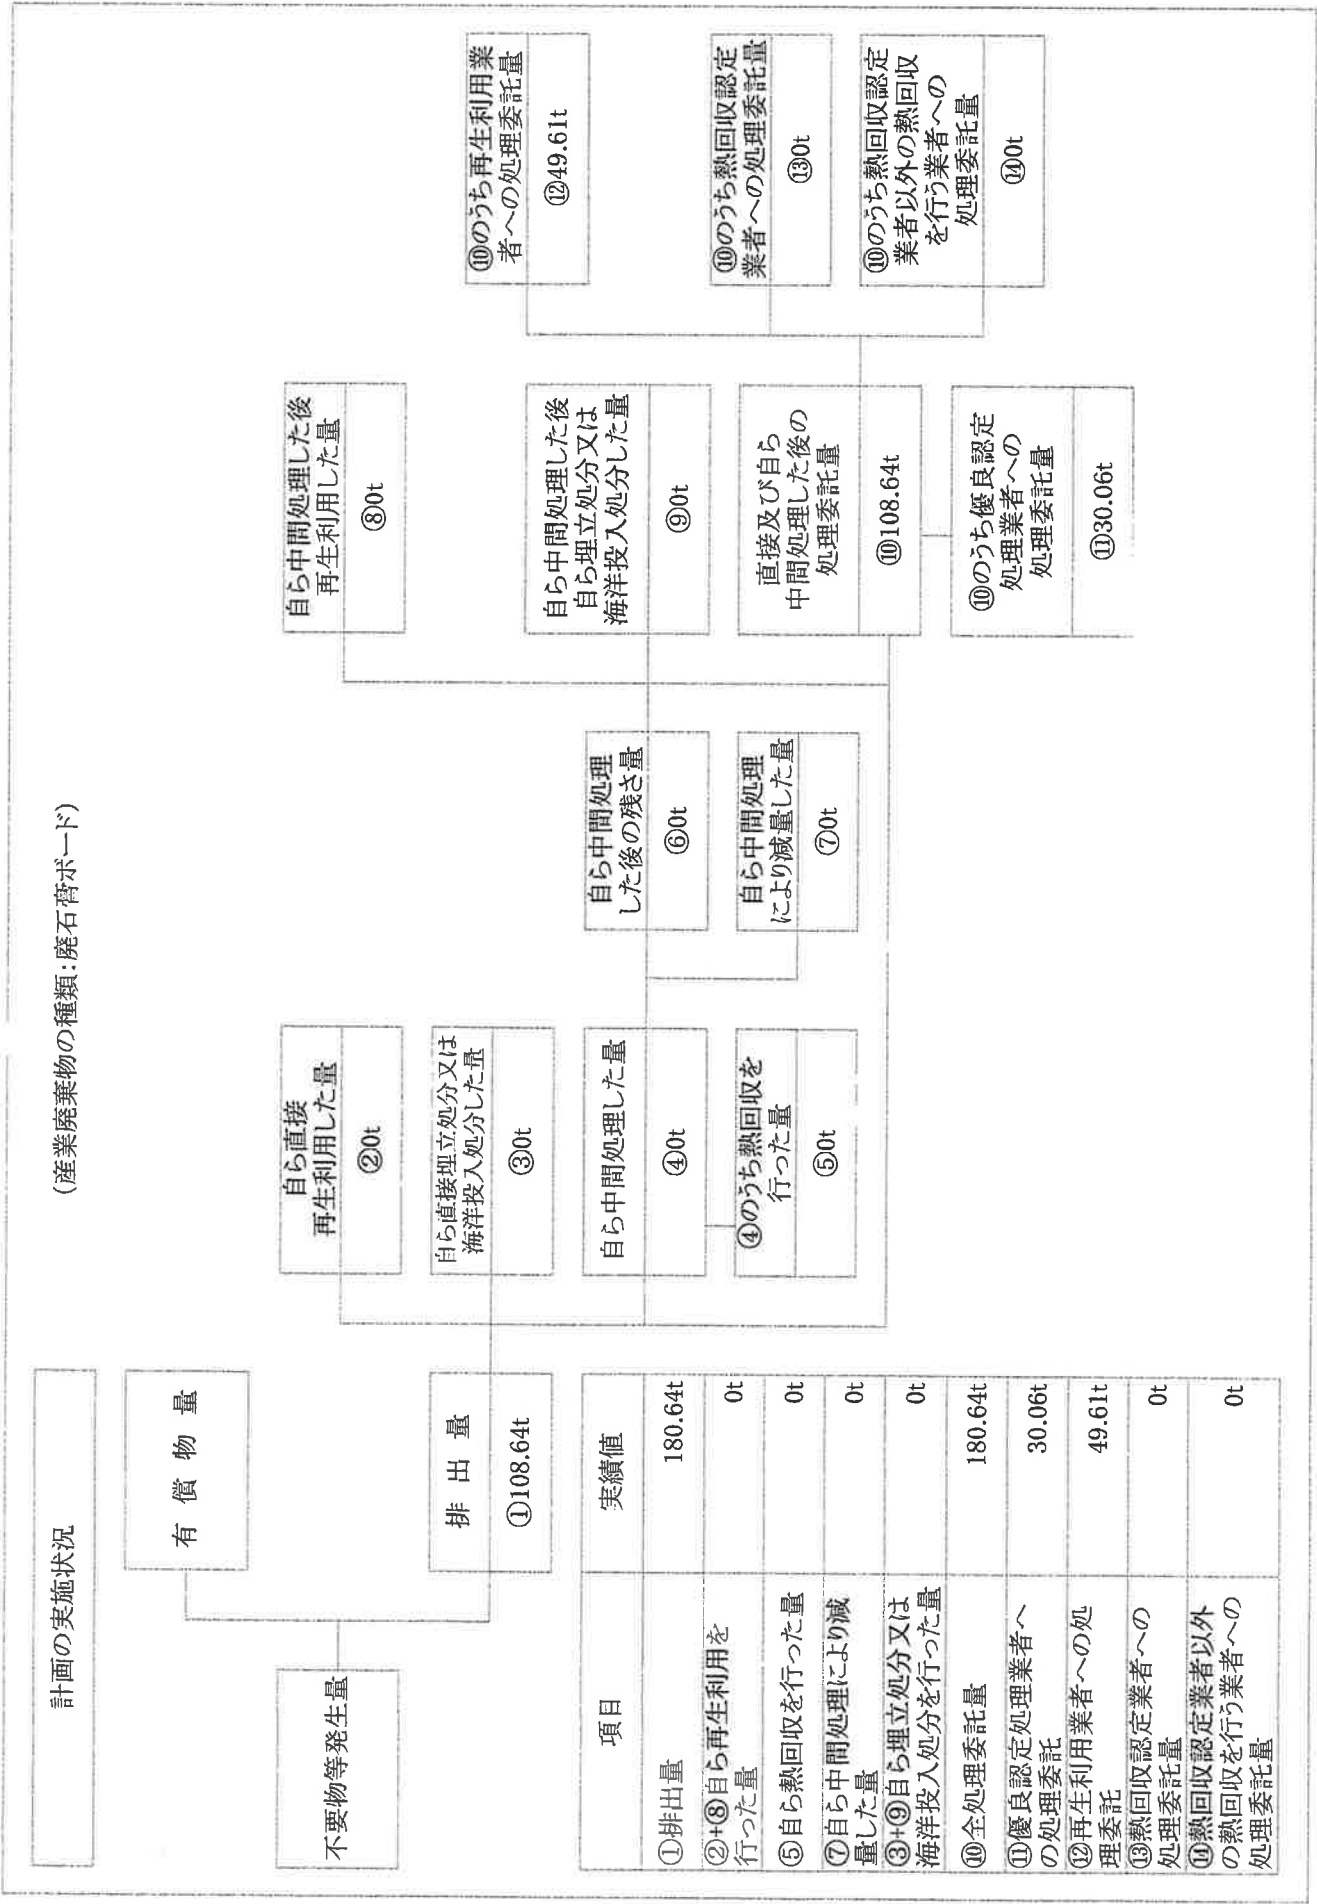 計画の実施状況
(産業廃棄物の種類：廃石膏ボード)
不要物等発生量
有償物量
排出量
①108.64t
自ら直接
再生利用した量
②0t
自ら直接埋立処分又は
海洋投入処分した量
③0t
自ら中間処理した量
④0t
④のうち熱回収を
行った量
⑤0t
自ら中間処理
した後の残さ量
⑥0t
自ら中間処理
により減量した量
⑦0t
自ら中間処理した後
再生利用した量
⑧0t
自ら中間処理した後
自ら埋立処分又は
海洋投入処分した量
⑨0t
直接及び自ら
中間処理した後の
処理委託量
⑩108.64t
⑩のうち優良認定
処理業者への
処理委託量
⑪30.06t
⑩のうち再生利用業
者への処理委託量
⑫49.61t
⑩のうち熱回収認定
業者への処理委託量
⑬0t
⑩のうち熱回収認定
業者以外の熱回収
を行う業者への
処理委託量
⑭0t
項目 実績値
①排出量 180.64t
②+⑧自ら再生利用を
行った量 0t
⑤自ら熱回収を行った量 0t
⑦自ら中間処理により減
量した量 0t
③+⑨自ら埋立処分又は
海洋投入処分を行った量 0t
⑩全処理委託量 180.64t
⑪優良認定処理業者へ
の処理委託 30.06t
⑫再生利用業者への処
理委託 49.61t
⑬熱回収認定業者への
処理委託量 0t
⑭熱回収認定業者以外
の熱回収を行う業者への
処理委託量 0t